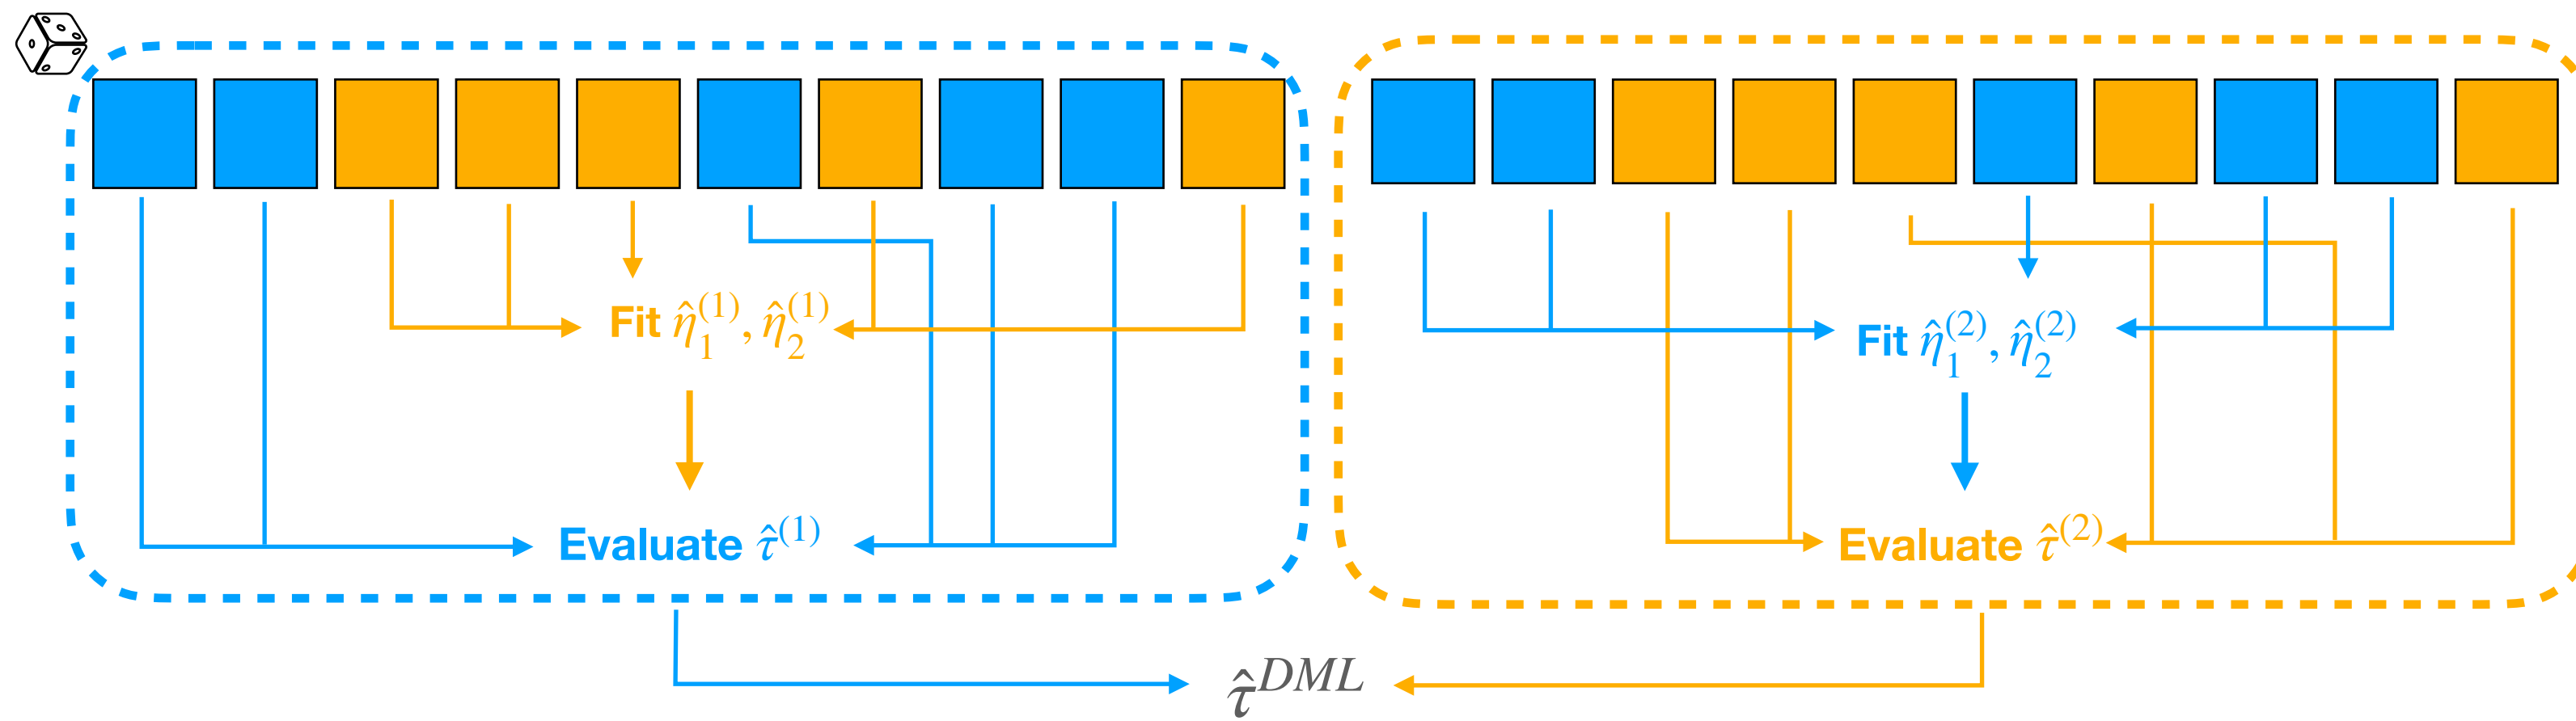 Fit η̂₁⁽¹⁾, η̂₂⁽¹⁾
Evaluate τ̂⁽¹⁾
Fit η̂₁⁽²⁾, η̂₂⁽²⁾
Evaluate τ̂⁽²⁾
τ̂ᴰᴹᴸ